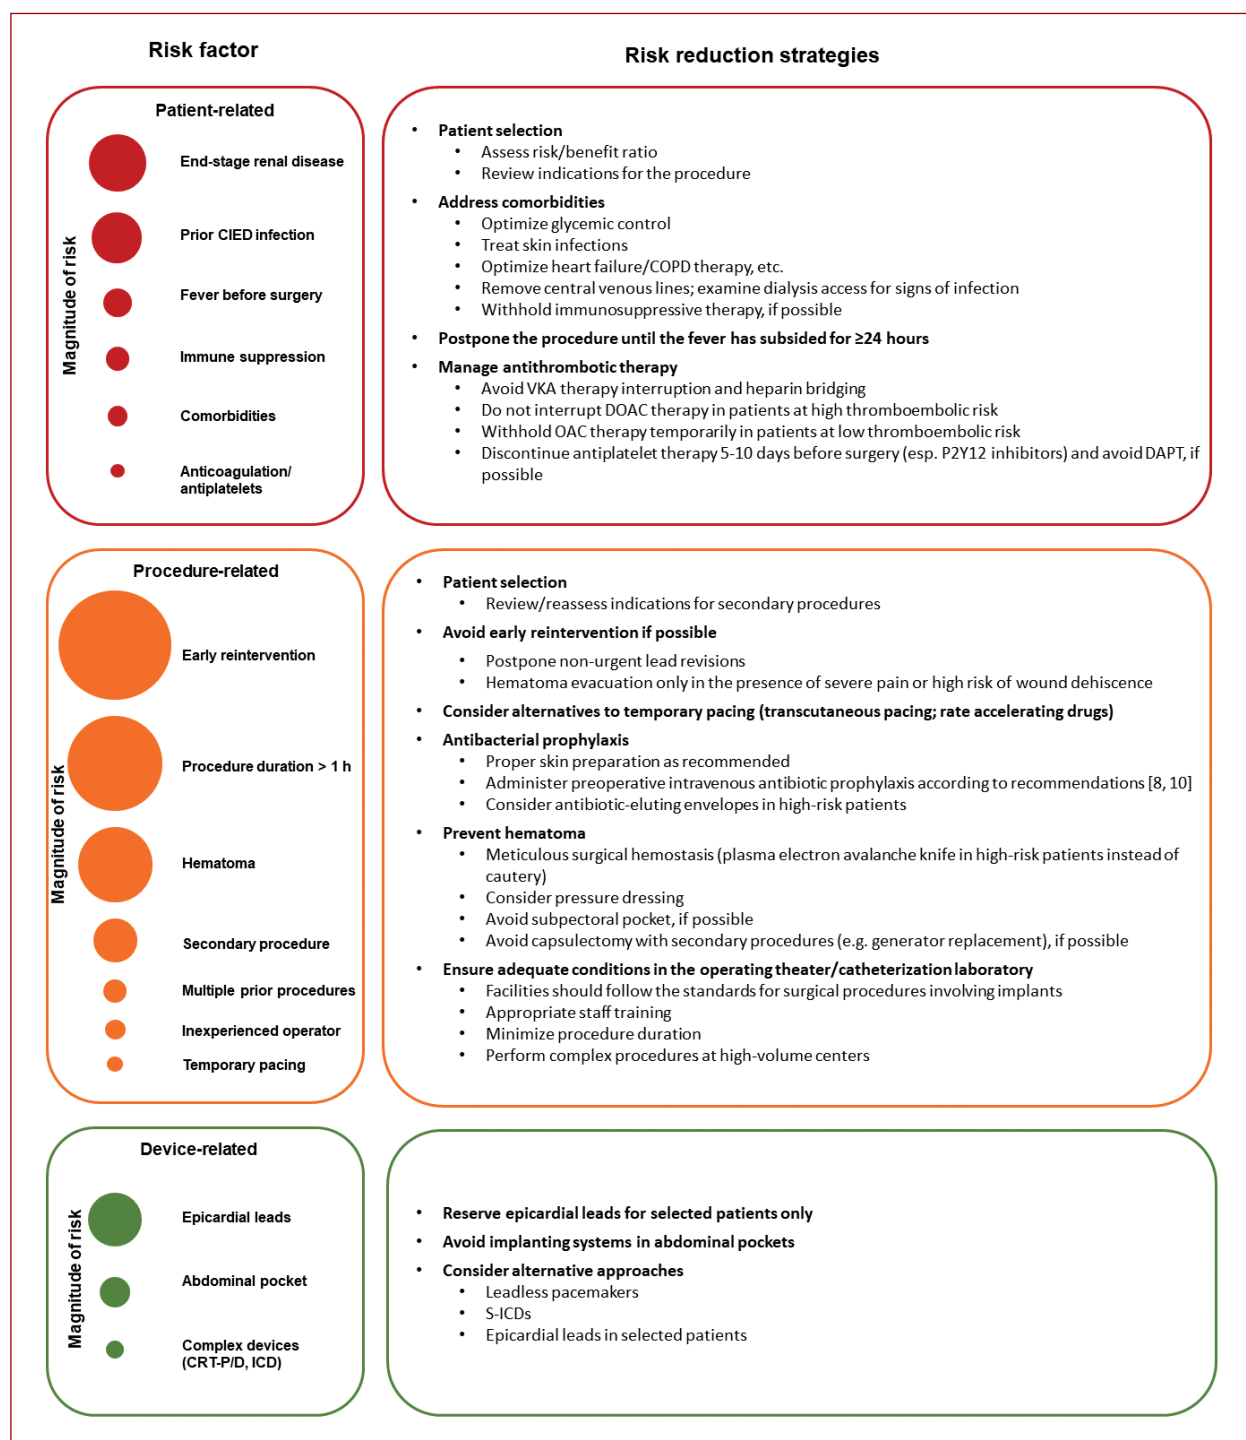 Risk factor
Risk reduction strategies
Patient-related
Magnitude of risk
End-stage renal disease
Prior CIED infection
Fever before surgery
Immune suppression
Comorbidities
Anticoagulation/
antiplatelets
• Patient selection
• Assess risk/benefit ratio
• Review indications for the procedure
• Address comorbidities
• Optimize glycemic control
• Treat skin infections
• Optimize heart failure/COPD therapy, etc.
• Remove central venous lines; examine dialysis access for signs of infection
• Withhold immunosuppressive therapy, if possible
• Postpone the procedure until the fever has subsided for ≥24 hours
• Manage antithrombotic therapy
• Avoid VKA therapy interruption and heparin bridging
• Do not interrupt DOAC therapy in patients at high thromboembolic risk
• Withhold OAC therapy temporarily in patients at low thromboembolic risk
• Discontinue antiplatelet therapy 5-10 days before surgery (esp. P2Y12 inhibitors) and avoid DAPT, if
possible
Procedure-related
Magnitude of risk
Early reintervention
Procedure duration > 1 h
Hematoma
Secondary procedure
Multiple prior procedures
Inexperienced operator
Temporary pacing
• Patient selection
• Review/reassess indications for secondary procedures
• Avoid early reintervention if possible
• Postpone non-urgent lead revisions
• Hematoma evacuation only in the presence of severe pain or high risk of wound dehiscence
• Consider alternatives to temporary pacing (transcutaneous pacing; rate accelerating drugs)
• Antibacterial prophylaxis
• Proper skin preparation as recommended
• Administer preoperative intravenous antibiotic prophylaxis according to recommendations [8, 10]
• Consider antibiotic-eluting envelopes in high-risk patients
• Prevent hematoma
• Meticulous surgical hemostasis (plasma electron avalanche knife in high-risk patients instead of
cautery)
• Consider pressure dressing
• Avoid subpectoral pocket, if possible
• Avoid capsulectomy with secondary procedures (e.g. generator replacement), if possible
• Ensure adequate conditions in the operating theater/catheterization laboratory
• Facilities should follow the standards for surgical procedures involving implants
• Appropriate staff training
• Minimize procedure duration
• Perform complex procedures at high-volume centers
Device-related
Magnitude of risk
Epicardial leads
Abdominal pocket
Complex devices
(CRT-P/D, ICD)
• Reserve epicardial leads for selected patients only
• Avoid implanting systems in abdominal pockets
• Consider alternative approaches
• Leadless pacemakers
• S-ICDs
• Epicardial leads in selected patients